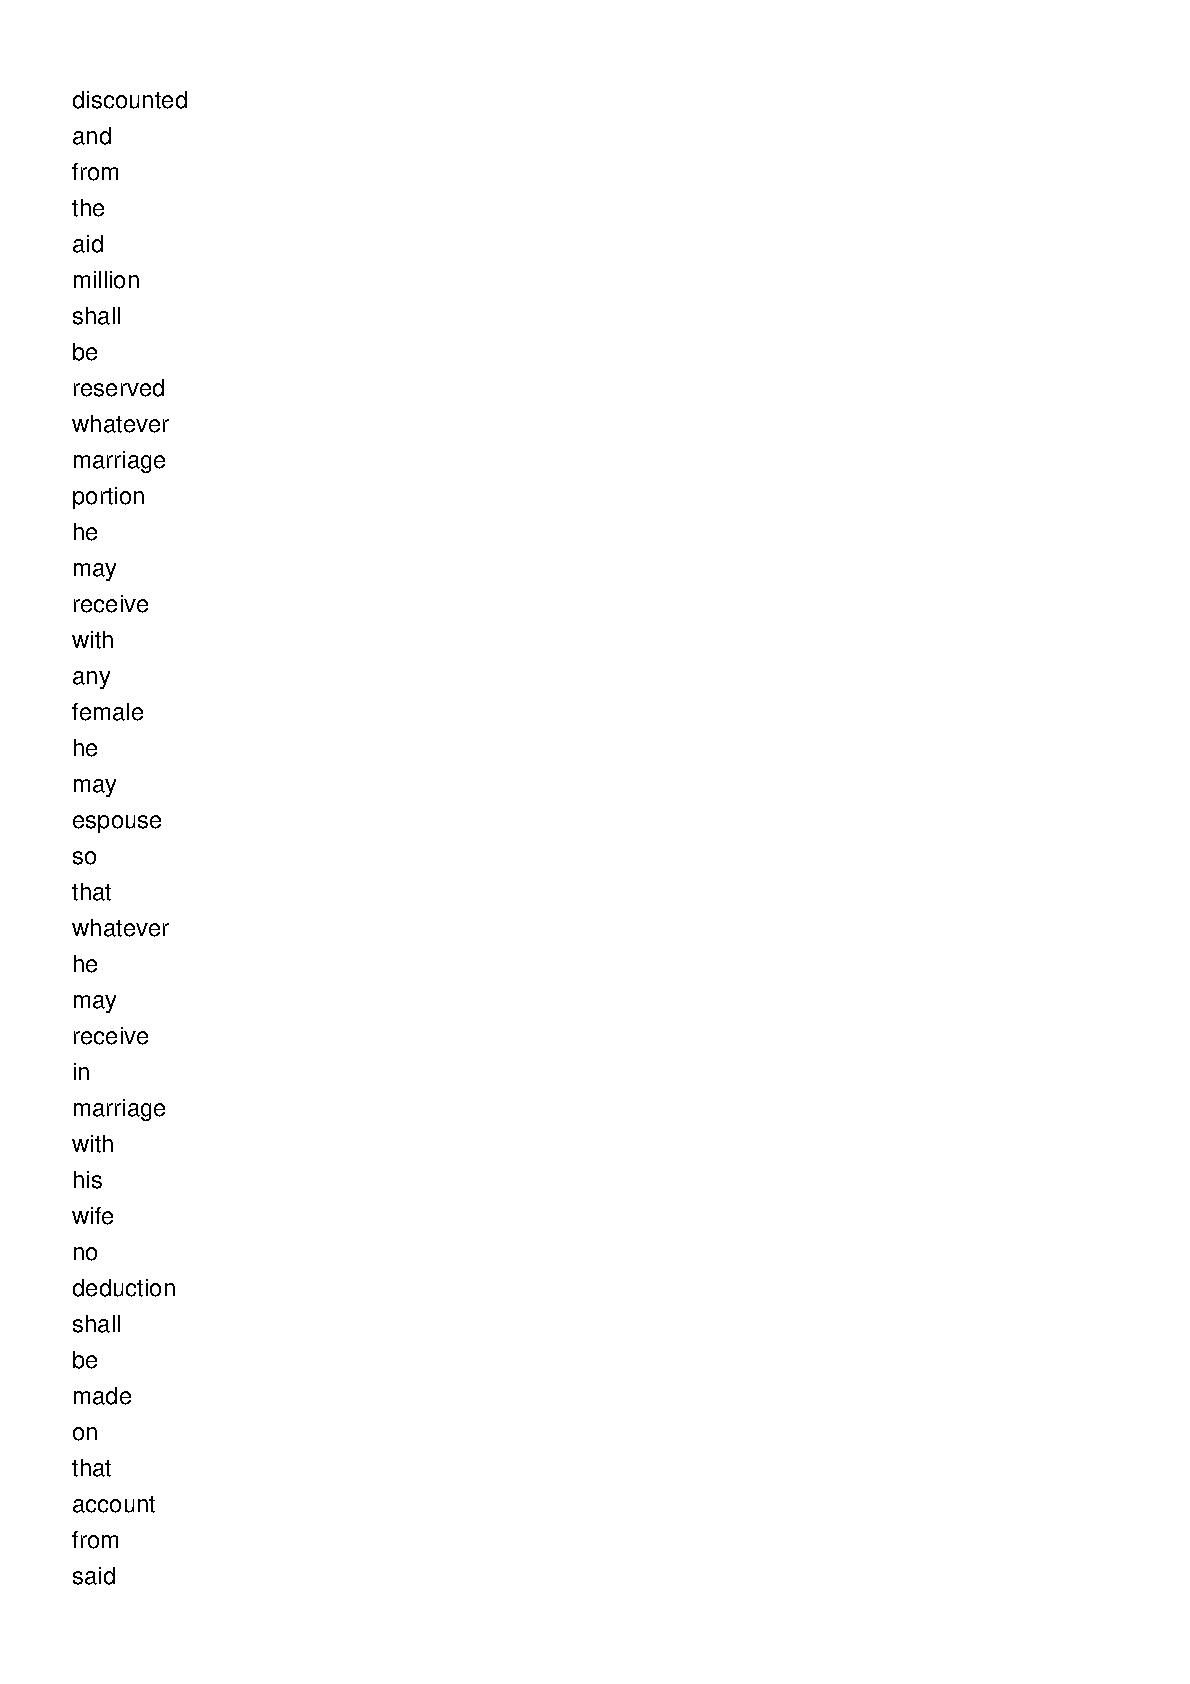 discounted
and
from
the
aid
million
shall
be
reserved
whatever
marriage
portion
he
may
receive
with
any
female
he
may
espouse
so
that
whatever
he
may
receive
in
marriage
with
his
wife
no
deduction
shall
be
made
on
that
account
from
said